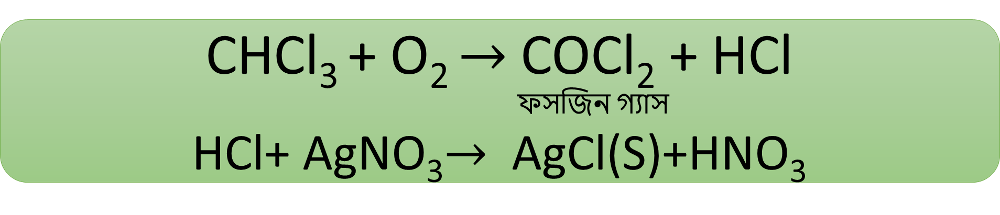 CHCl₃ + O₂ → COCl₂ + HCl
ফসজিন গ্যাস
HCl+ AgNO₃→ AgCl(S)+HNO₃